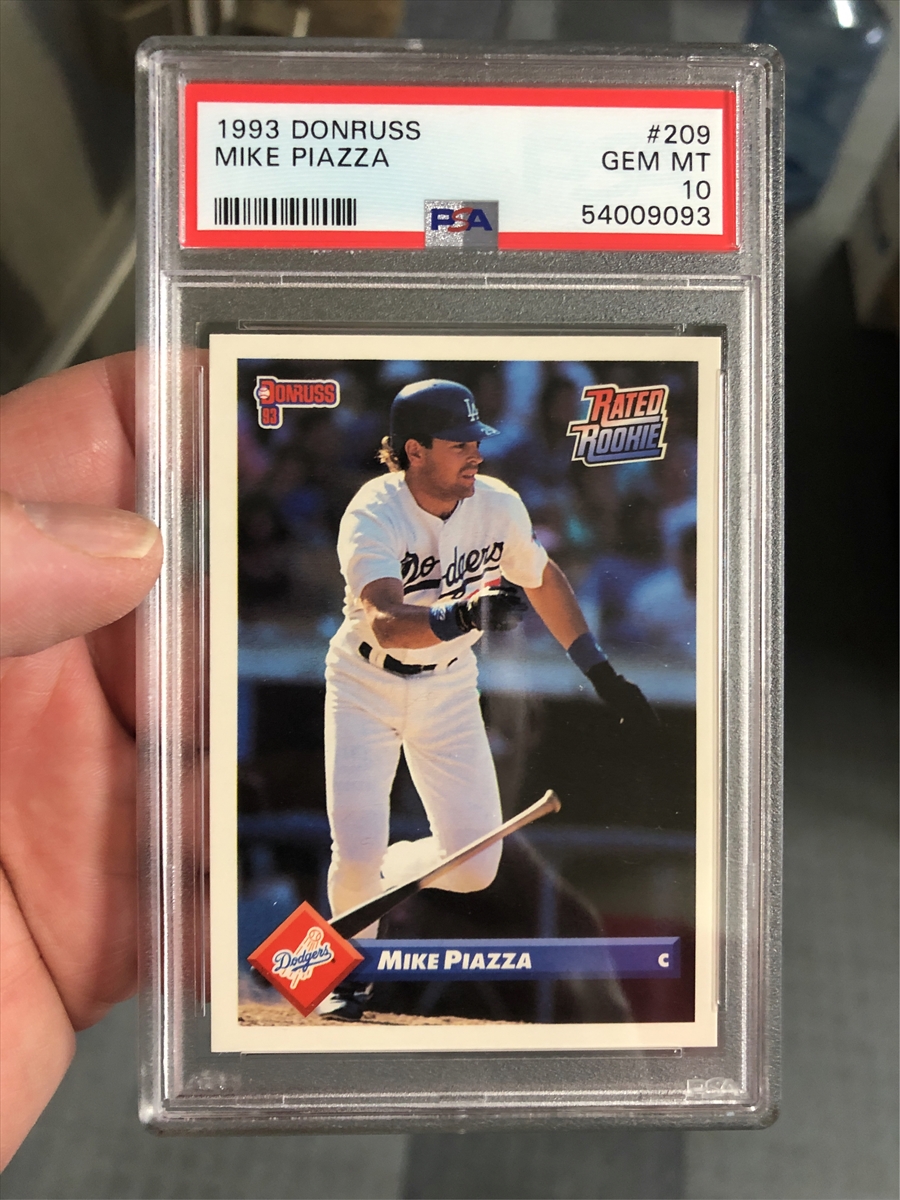 1993 DONRUSS #209
MIKE PIAZZA GEM MT
10
54009093
PSA
DONRUSS
93
RATED
ROOKIE
LA
Dodgers
Dodgers
MIKE PIAZZA C